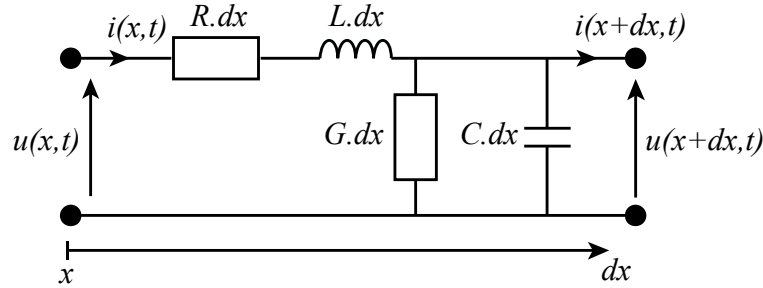 R.dx
L.dx
i(x,t)
i(x+dx,t)
u(x,t)
G.dx
C.dx
u(x+dx,t)
x
dx